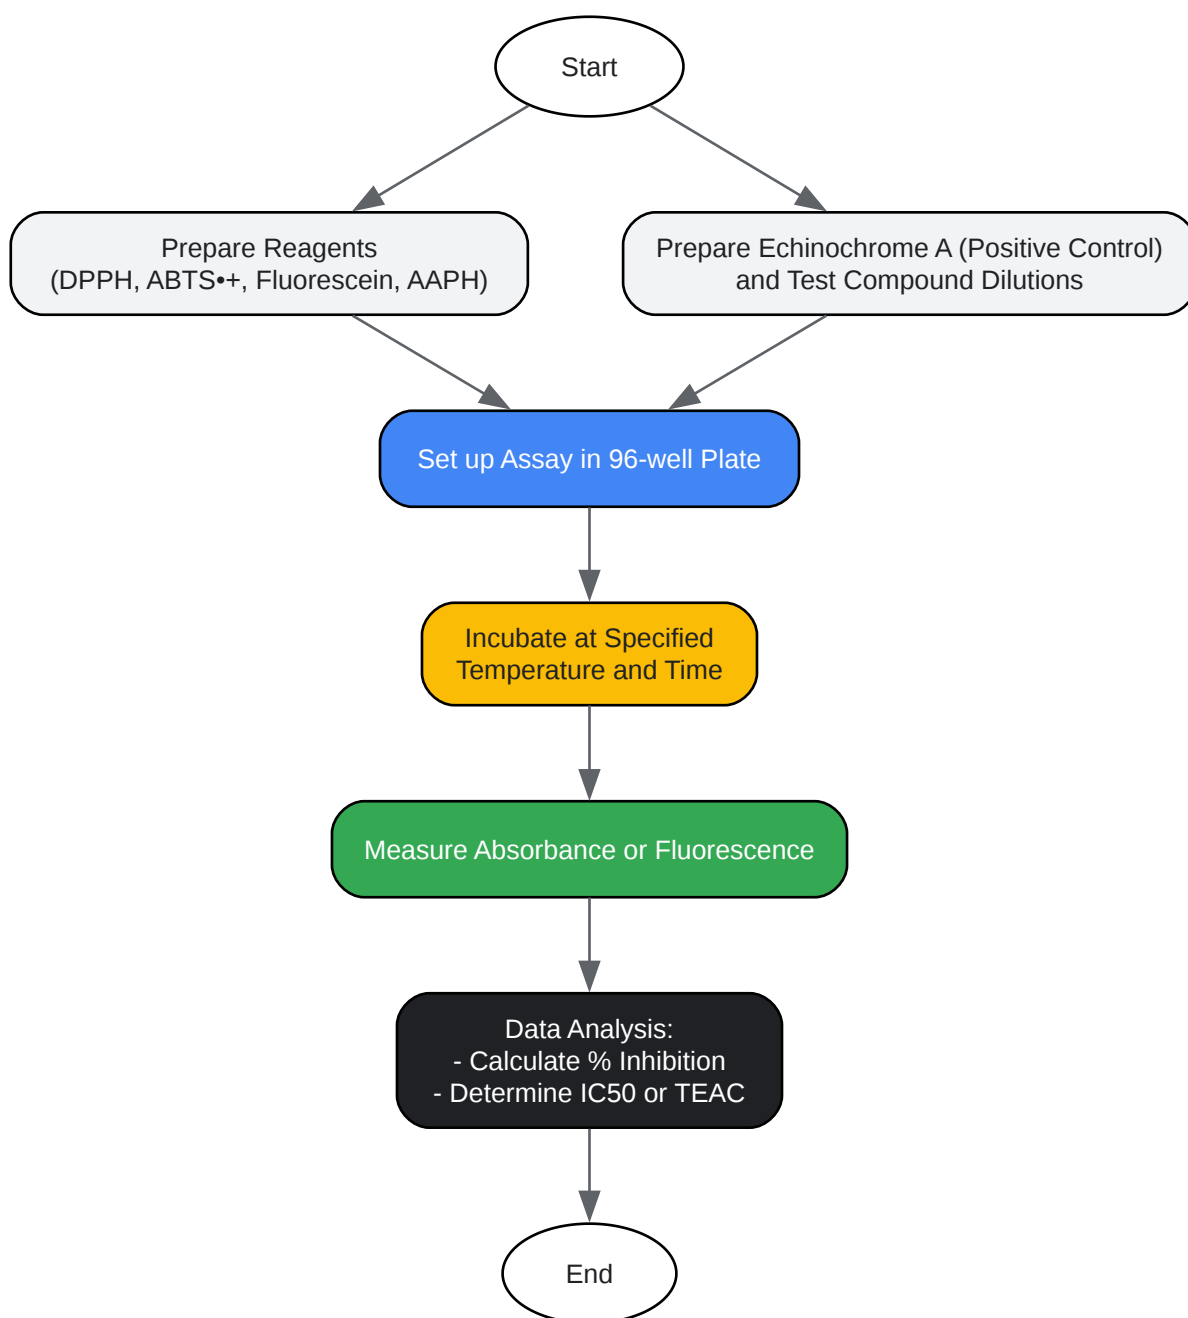 Start
Prepare Reagents
(DPPH, ABTS•+, Fluorescein, AAPH)
Prepare Echinochrome A (Positive Control)
and Test Compound Dilutions
Set up Assay in 96-well Plate
Incubate at Specified
Temperature and Time
Measure Absorbance or Fluorescence
Data Analysis:
- Calculate % Inhibition
- Determine IC50 or TEAC
End